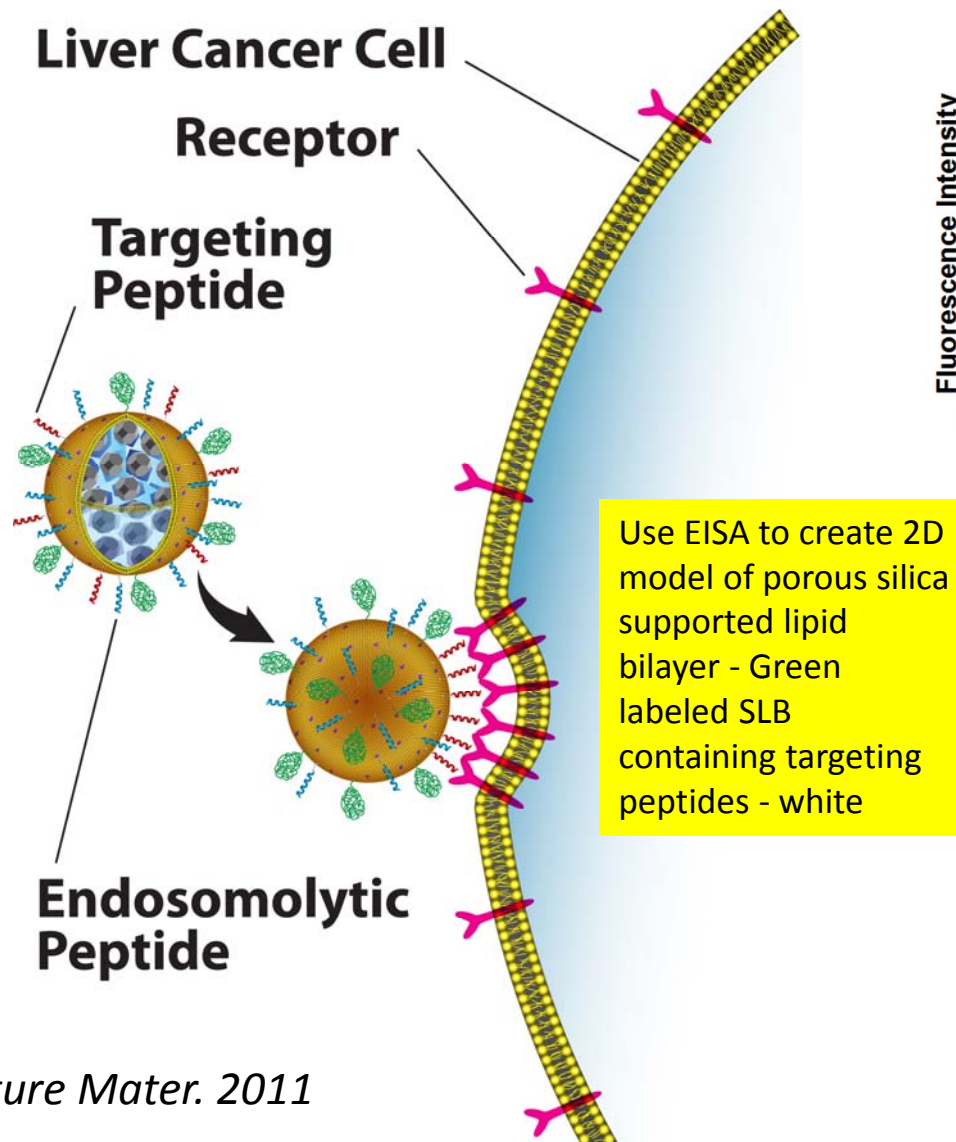 Liver Cancer Cell
Receptor
Targeting
Peptide
Fluorescence Intensity
Use EISA to create 2D
model of porous silica
supported lipid
bilayer - Green
labeled SLB
containing targeting
peptides - white
Endosomolytic
Peptide
ture Mater. 2011